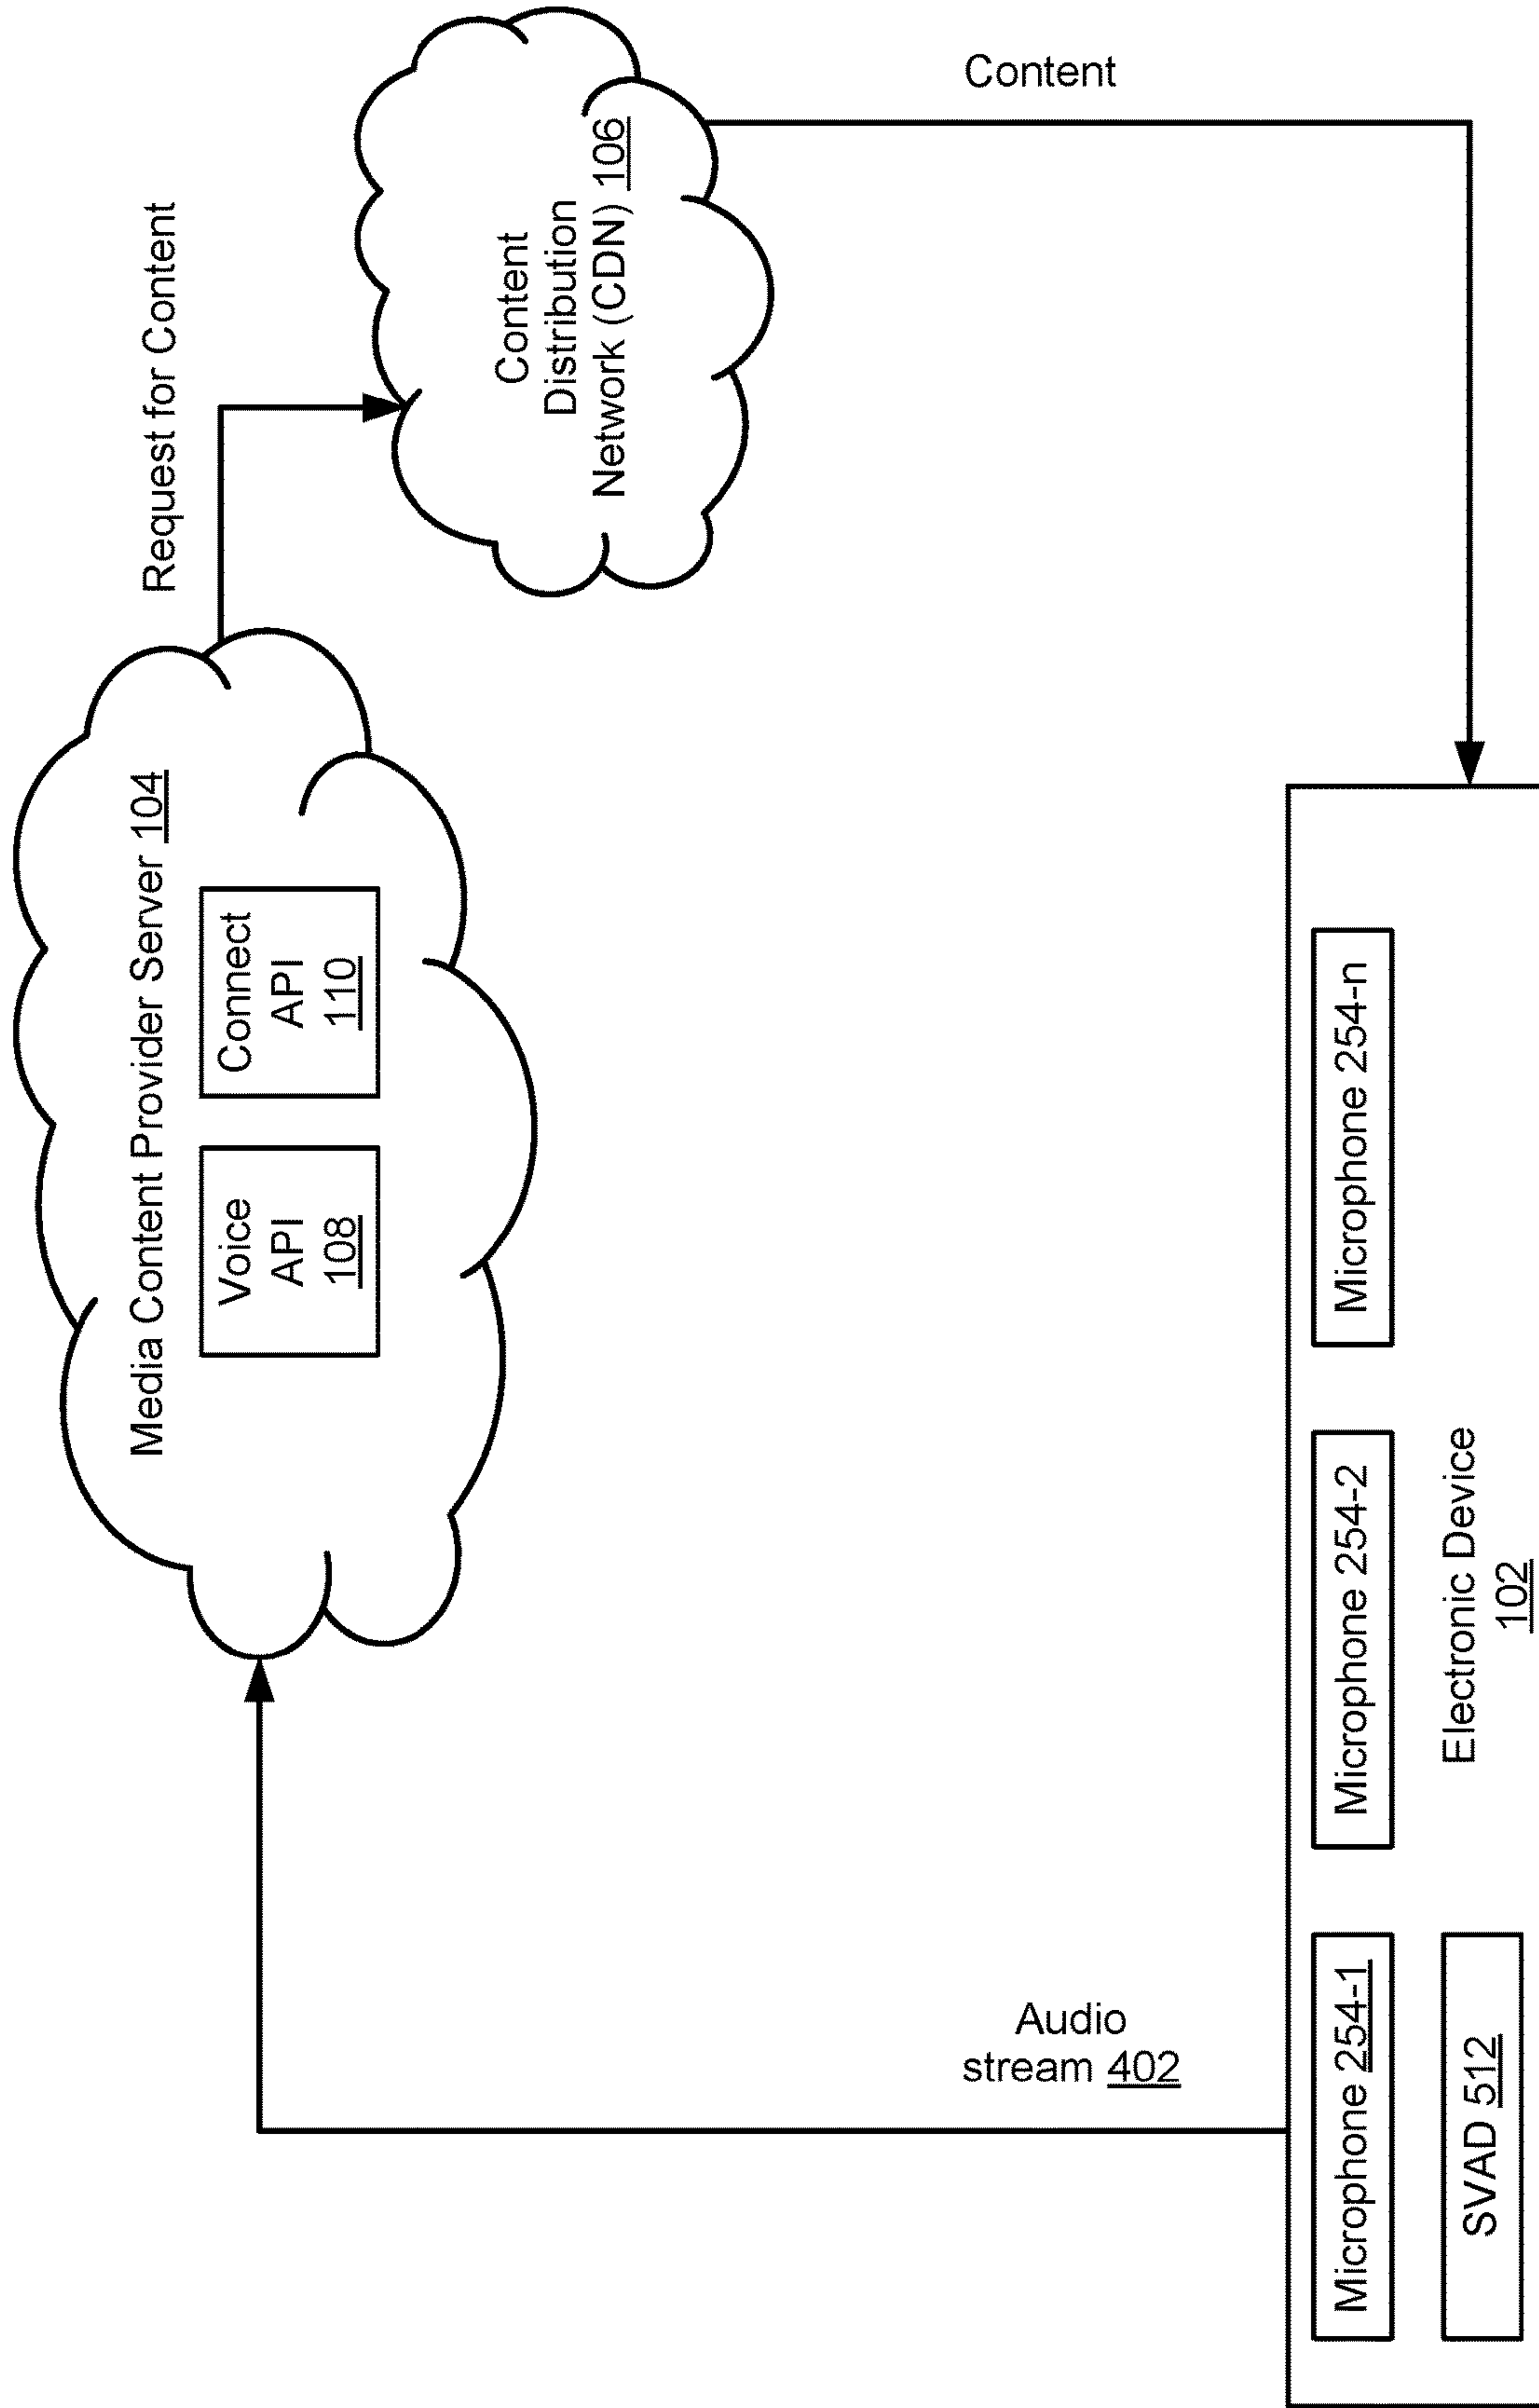 Media Content Provider Server 104
Voice
API
108
Connect
API
110
Request for Content
Content
Distribution
Network (CDN) 106
Audio
stream 402
Content
Microphone 254-1
Microphone 254-2
Microphone 254-n
SVAD 512
Electronic Device
102